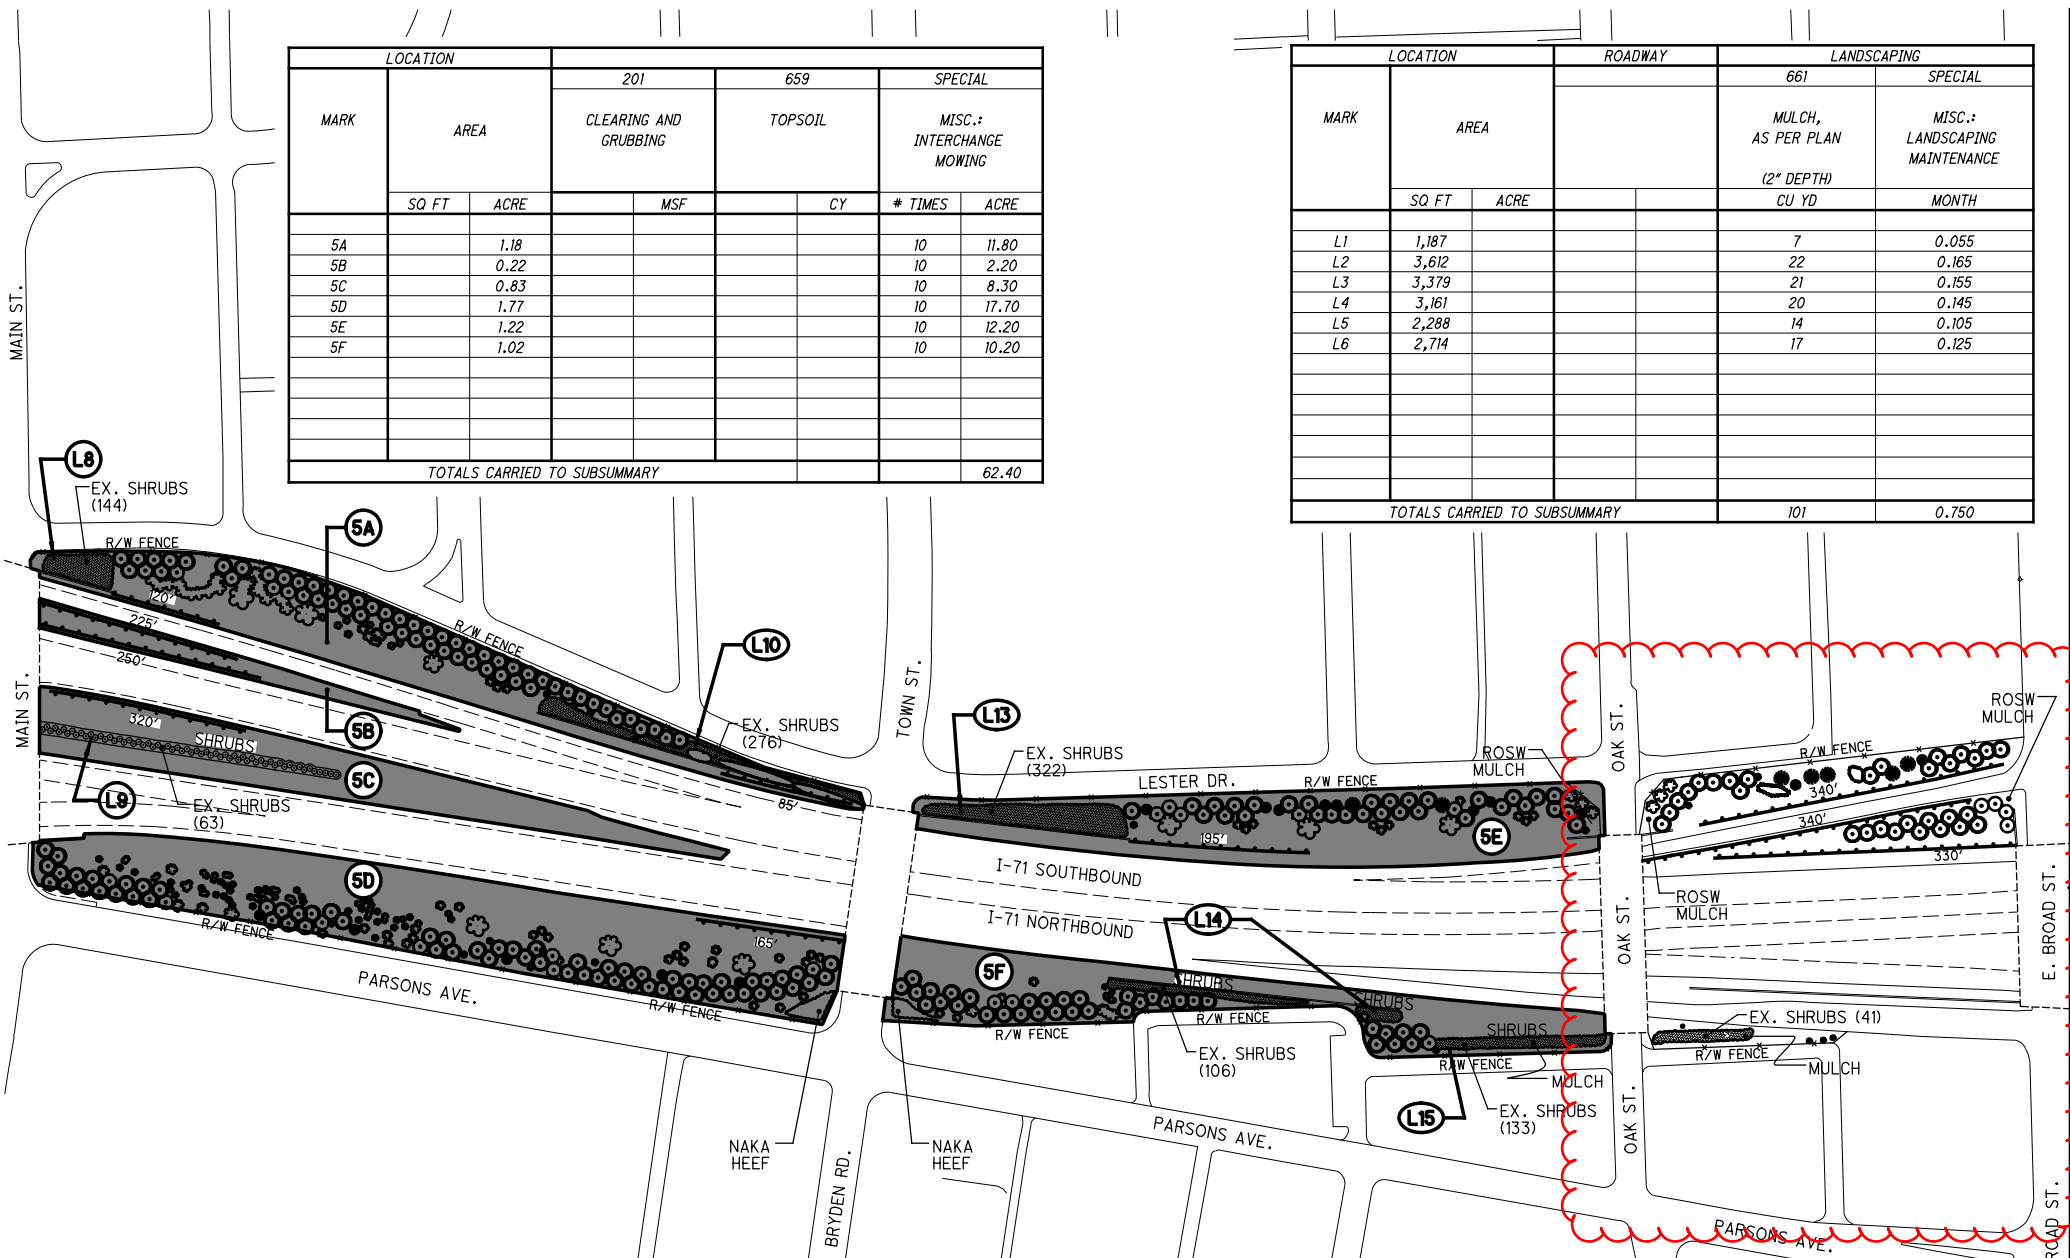 LOCATION
201 659 SPECIAL
MARK AREA CLEARING AND GRUBBING TOPSOIL MISC.: INTERCHANGE MOWING
SQ FT ACRE MSF CY # TIMES ACRE
5A 1.18 10 11.80
5B 0.22 10 2.20
5C 0.83 10 8.30
5D 1.77 10 17.70
5E 1.22 10 12.20
5F 1.02 10 10.20
TOTALS CARRIED TO SUBSUMMARY 62.40
LOCATION ROADWAY LANDSCAPING
661 SPECIAL
MARK AREA MULCH, AS PER PLAN (2" DEPTH) MISC.: LANDSCAPING MAINTENANCE
SQ FT ACRE CU YD MONTH
L1 1,187 7 0.055
L2 3,612 22 0.165
L3 3,379 21 0.155
L4 3,161 20 0.145
L5 2,288 14 0.105
L6 2,714 17 0.125
TOTALS CARRIED TO SUBSUMMARY 101 0.750
MAIN ST.
L8
EX. SHRUBS
(144)
R/W FENCE
5A
120'
225'
250'
R/W FENCE
L10
EX. SHRUBS
(276)
MAIN ST.
320'
SHRUBS
5B
5C
L9
EX. SHRUBS
(63)
85'
TOWN ST.
L13
EX. SHRUBS
(322)
LESTER DR.
R/W FENCE
ROSW
MULCH
OAK ST.
R/W FENCE
ROSW
MULCH
340'
340'
330'
195'
5E
5D
R/W FENCE
165'
I-71 SOUTHBOUND
I-71 NORTHBOUND
L14
ROSW
MULCH
OAK ST.
E. BROAD ST.
PARSONS AVE.
R/W FENCE
5F
SHRUBS
SHRUBS
R/W FENCE
R/W FENCE
SHRUBS
R/W FENCE
EX. SHRUBS
(106)
MULCH
L15
EX. SHRUBS
(133)
EX. SHRUBS (41)
R/W FENCE
MULCH
NAKA
HEEF
NAKA
HEEF
BRYDEN RD.
PARSONS AVE.
OAK ST.
PARSONS AVE.
ROAD ST.